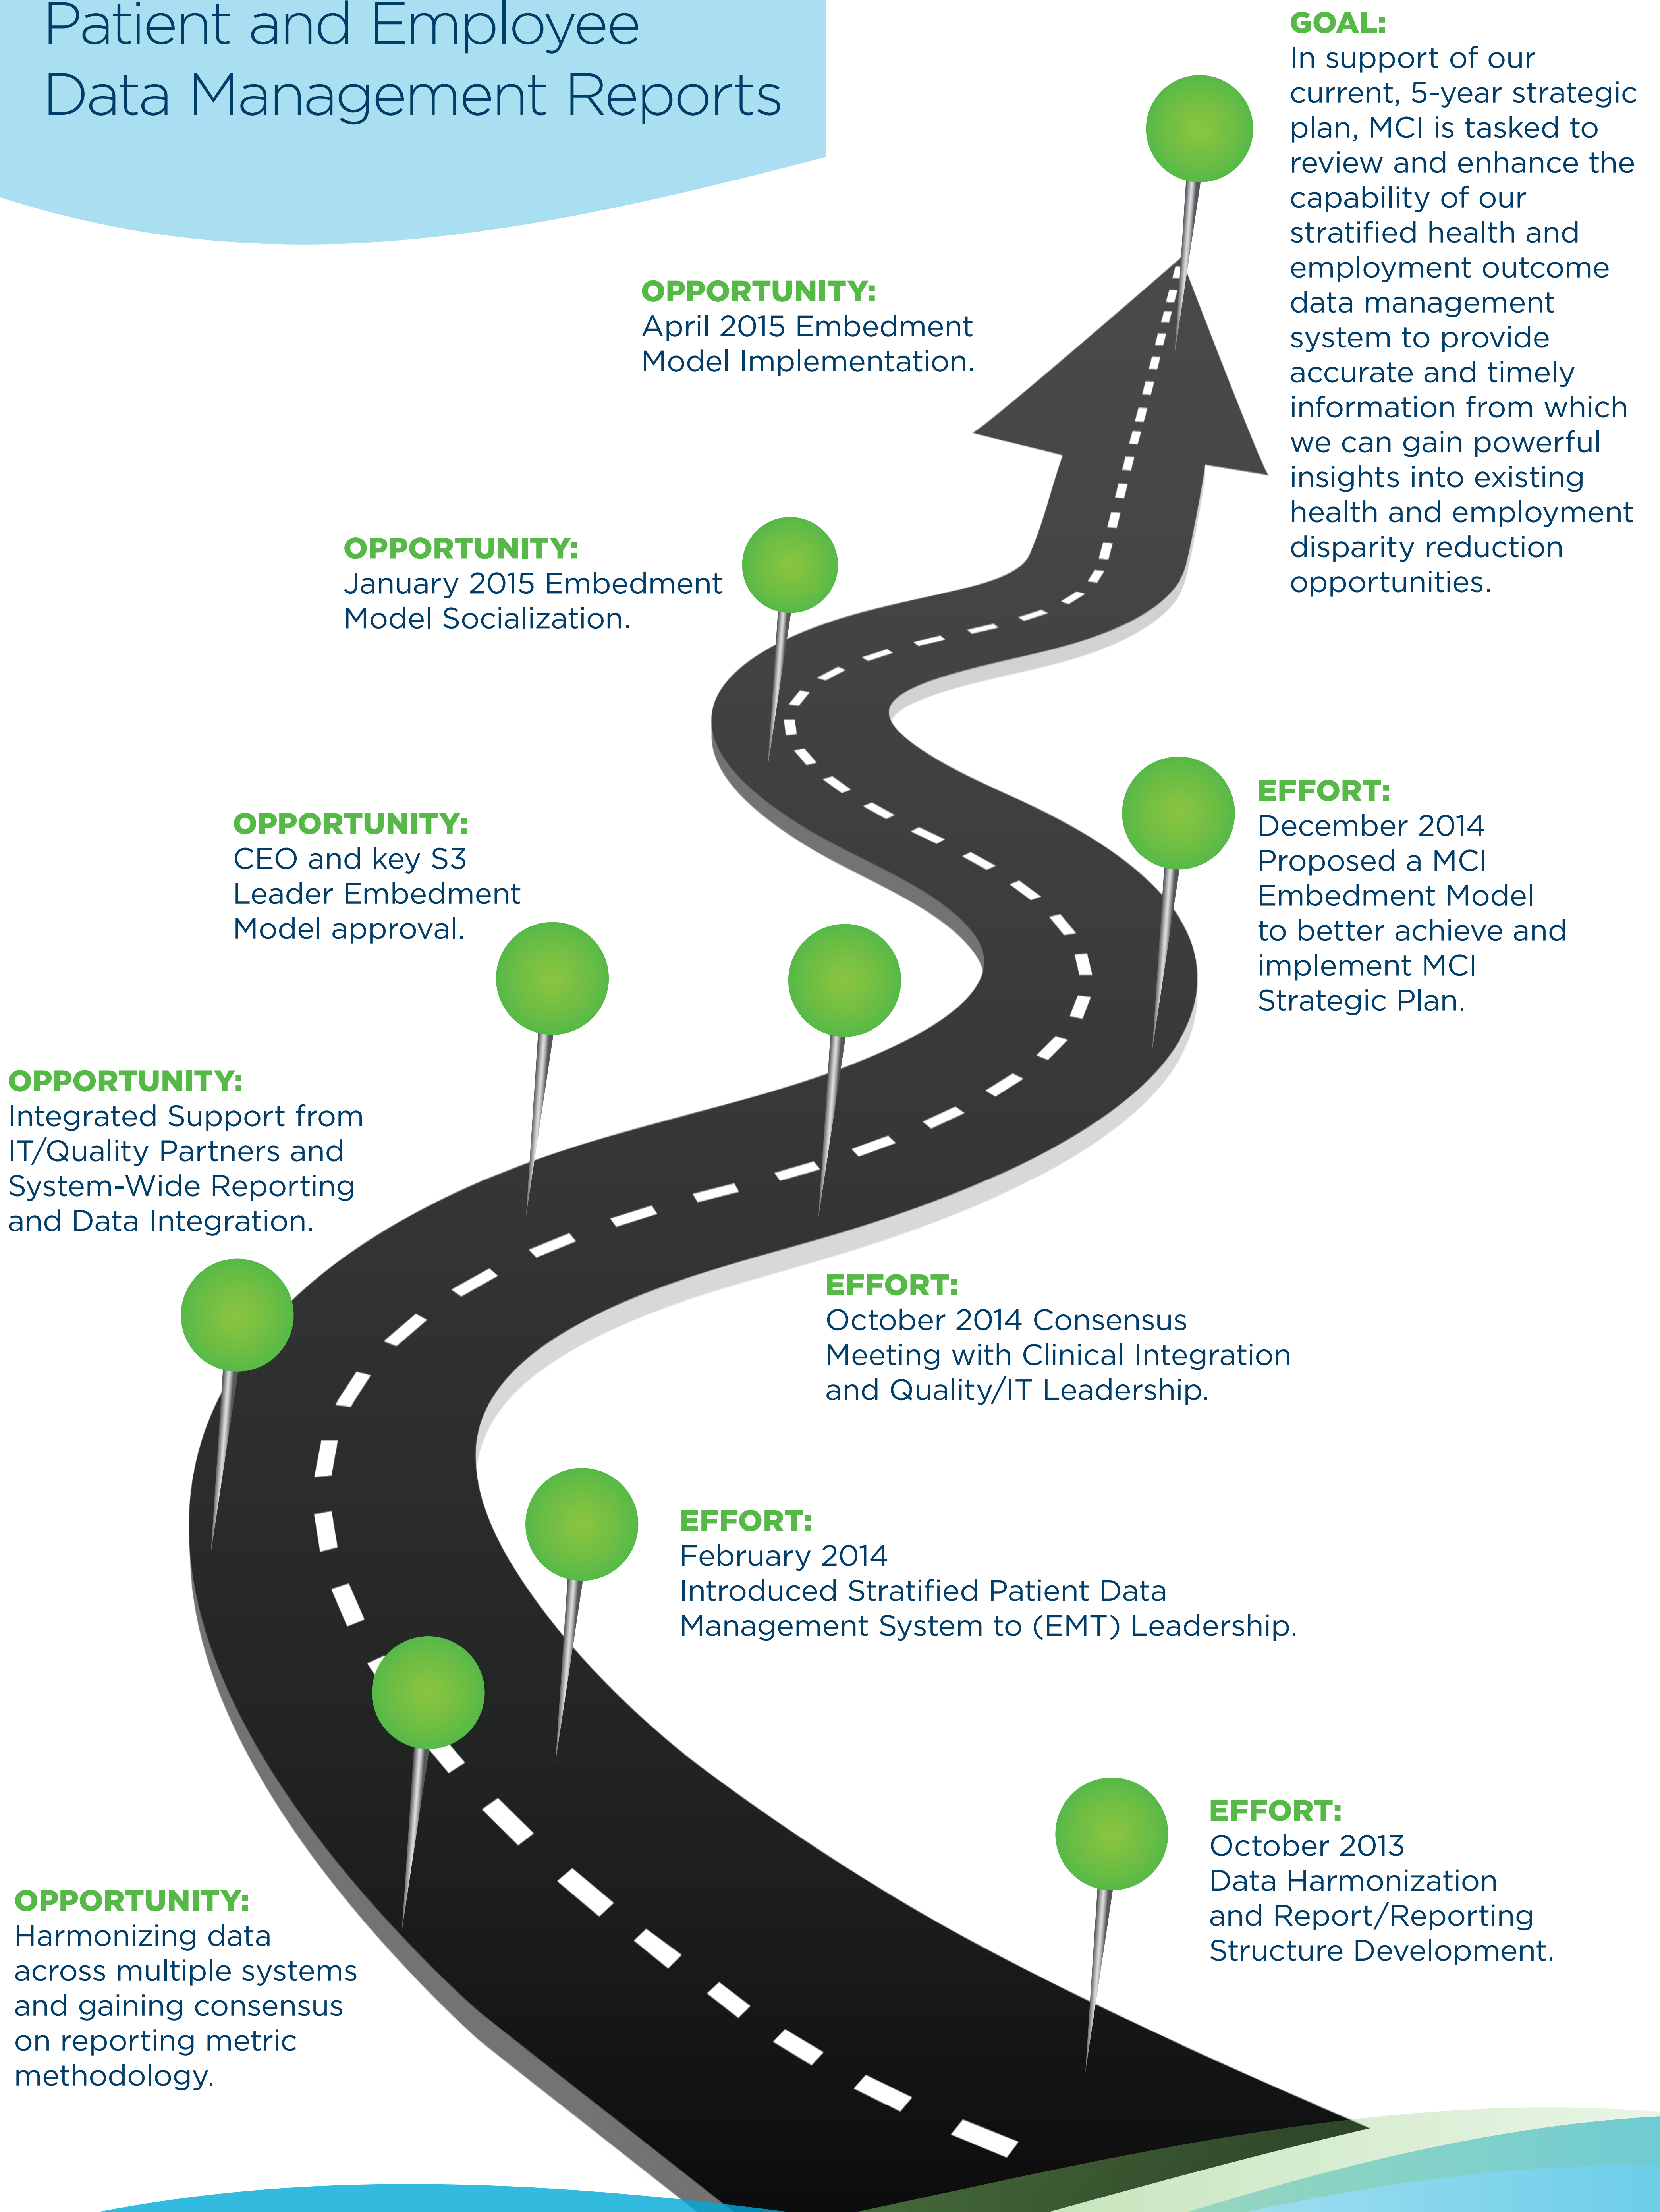 Patient and Employee
Data Management Reports
GOAL:
In support of our
current, 5-year strategic
plan, MCI is tasked to
review and enhance the
capability of our
stratified health and
employment outcome
data management
system to provide
accurate and timely
information from which
we can gain powerful
insights into existing
health and employment
disparity reduction
opportunities.
OPPORTUNITY:
April 2015 Embedment
Model Implementation.
OPPORTUNITY:
January 2015 Embedment
Model Socialization.
EFFORT:
December 2014
Proposed a MCI
Embedment Model
to better achieve and
implement MCI
Strategic Plan.
OPPORTUNITY:
CEO and key S3
Leader Embedment
Model approval.
OPPORTUNITY:
Integrated Support from
IT/Quality Partners and
System-Wide Reporting
and Data Integration.
EFFORT:
October 2014 Consensus
Meeting with Clinical Integration
and Quality/IT Leadership.
EFFORT:
February 2014
Introduced Stratified Patient Data
Management System to (EMT) Leadership.
EFFORT:
October 2013
Data Harmonization
and Report/Reporting
Structure Development.
OPPORTUNITY:
Harmonizing data
across multiple systems
and gaining consensus
on reporting metric
methodology.